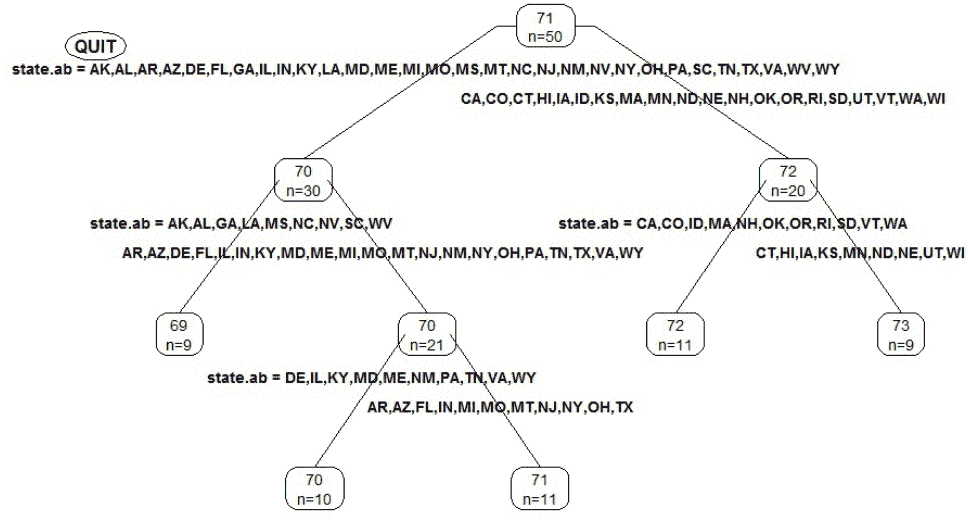 71
n=50
QUIT
state.ab = AK,AL,AR,AZ,DE,FL,GA,IL,IN,KY,LA,MD,ME,MI,MO,MS,MT,NC,NJ,NM,NV,NY,OH,PA,SC,TN,TX,VA,WV,WY
CA,CO,CT,HI,IA,ID,KS,MA,MN,ND,NE,NH,OK,OR,RI,SD,UT,VT,WA,WI
70
n=30
72
n=20
state.ab = AK,AL,GA,LA,MS,NC,NV,SC,WV
state.ab = CA,CO,ID,MA,NH,OK,OR,RI,SD,VT,WA
AR,AZ,DE,FL,IL,IN,KY,MD,ME,MI,MO,MT,NJ,NM,NY,OH,PA,TN,TX,VA,WY
CT,HI,IA,KS,MN,ND,NE,UT,WI
69
n=9
70
n=21
72
n=11
73
n=9
state.ab = DE,IL,KY,MD,ME,NM,PA,TN,VA,WY
AR,AZ,FL,IN,MI,MO,MT,NJ,NY,OH,TX
70
n=10
71
n=11